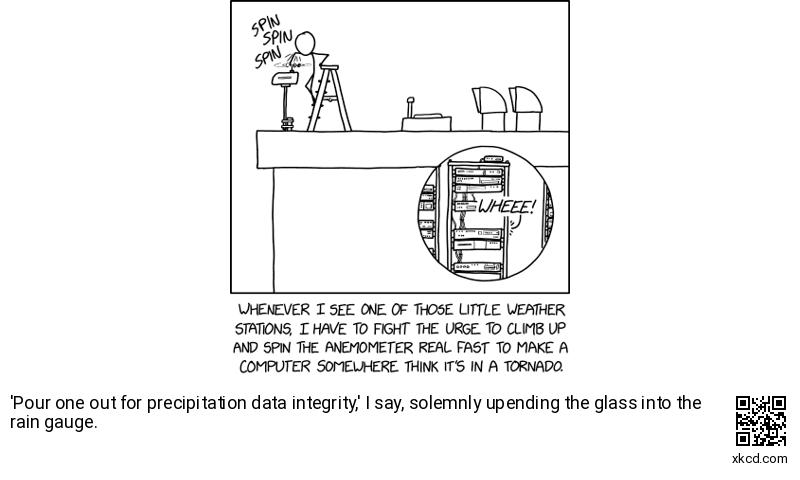 SPIN
SPIN
SPIN
WHEEE!
WHENEVER I SEE ONE OF THOSE LITTLE WEATHER
STATIONS, I HAVE TO FIGHT THE URGE TO CLIMB UP
AND SPIN THE ANEMOMETER REAL FAST TO MAKE A
COMPUTER SOMEWHERE THINK IT'S IN A TORNADO.
'Pour one out for precipitation data integrity,' I say, solemnly upending the glass into the
rain gauge.
xkcd.com